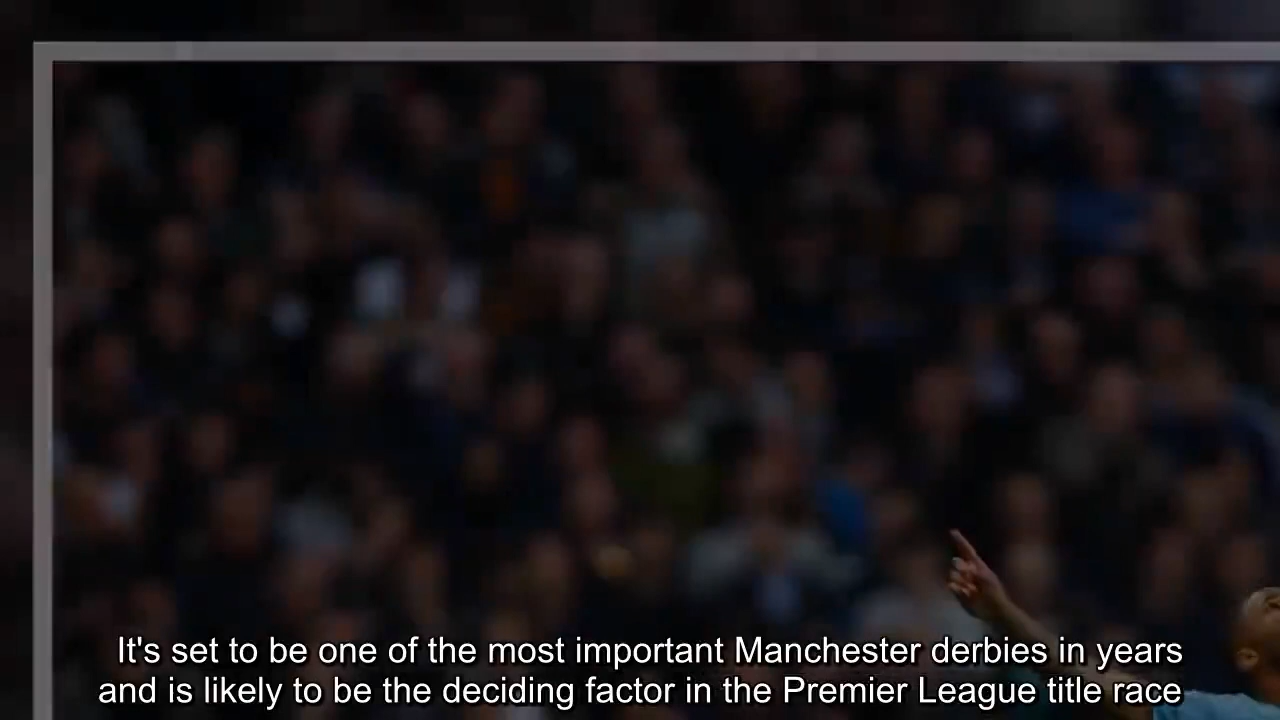 It's set to be one of the most important Manchester derbies in years
and is likely to be the deciding factor in the Premier League title race